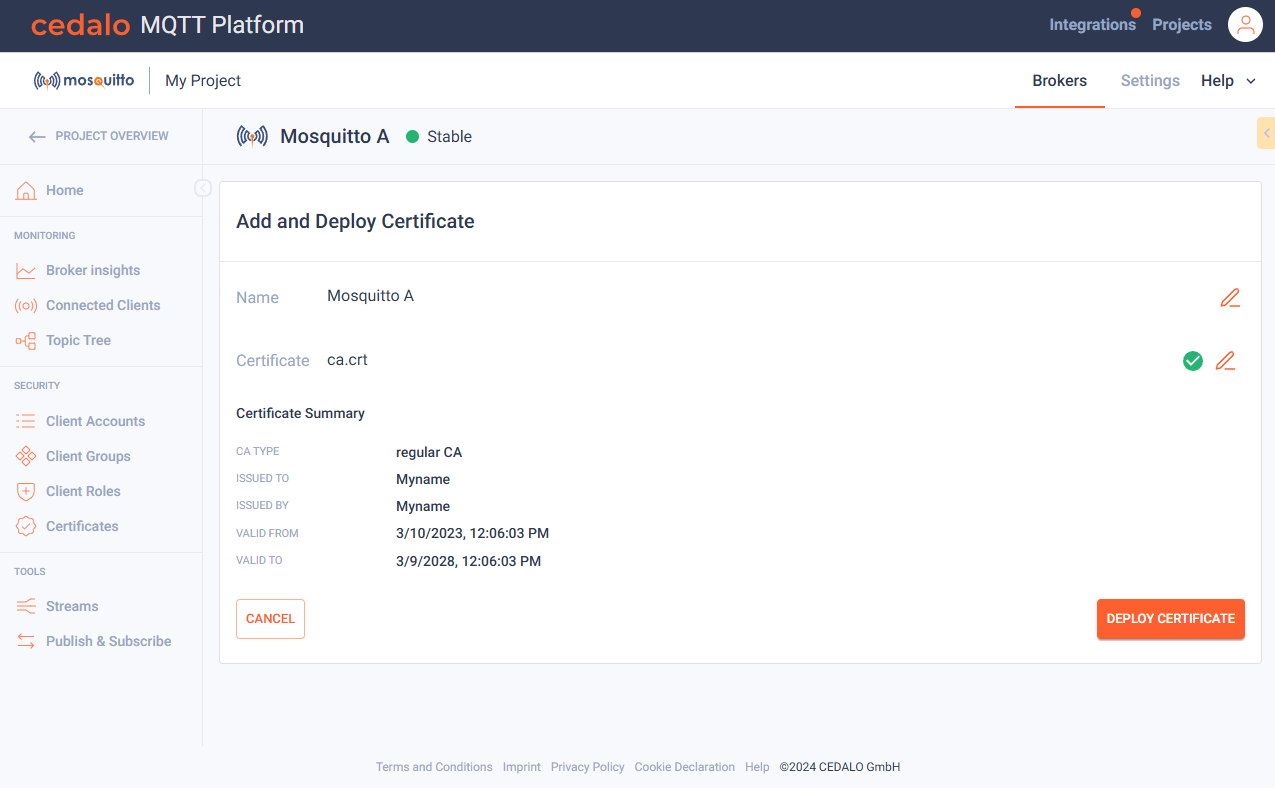 cedalo MQTT Platform
Integrations Projects
mosquitto My Project
Brokers Settings Help
PROJECT OVERVIEW
Mosquitto A Stable
Home
MONITORING
Broker insights
Connected Clients
Topic Tree
SECURITY
Client Accounts
Client Groups
Client Roles
Certificates
TOOLS
Streams
Publish & Subscribe
Add and Deploy Certificate
Name Mosquitto A
Certificate ca.crt
Certificate Summary
CA TYPE regular CA
ISSUED TO Myname
ISSUED BY Myname
VALID FROM 3/10/2023, 12:06:03 PM
VALID TO 3/9/2028, 12:06:03 PM
CANCEL DEPLOY CERTIFICATE
Terms and Conditions Imprint Privacy Policy Cookie Declaration Help ©2024 CEDALO GmbH